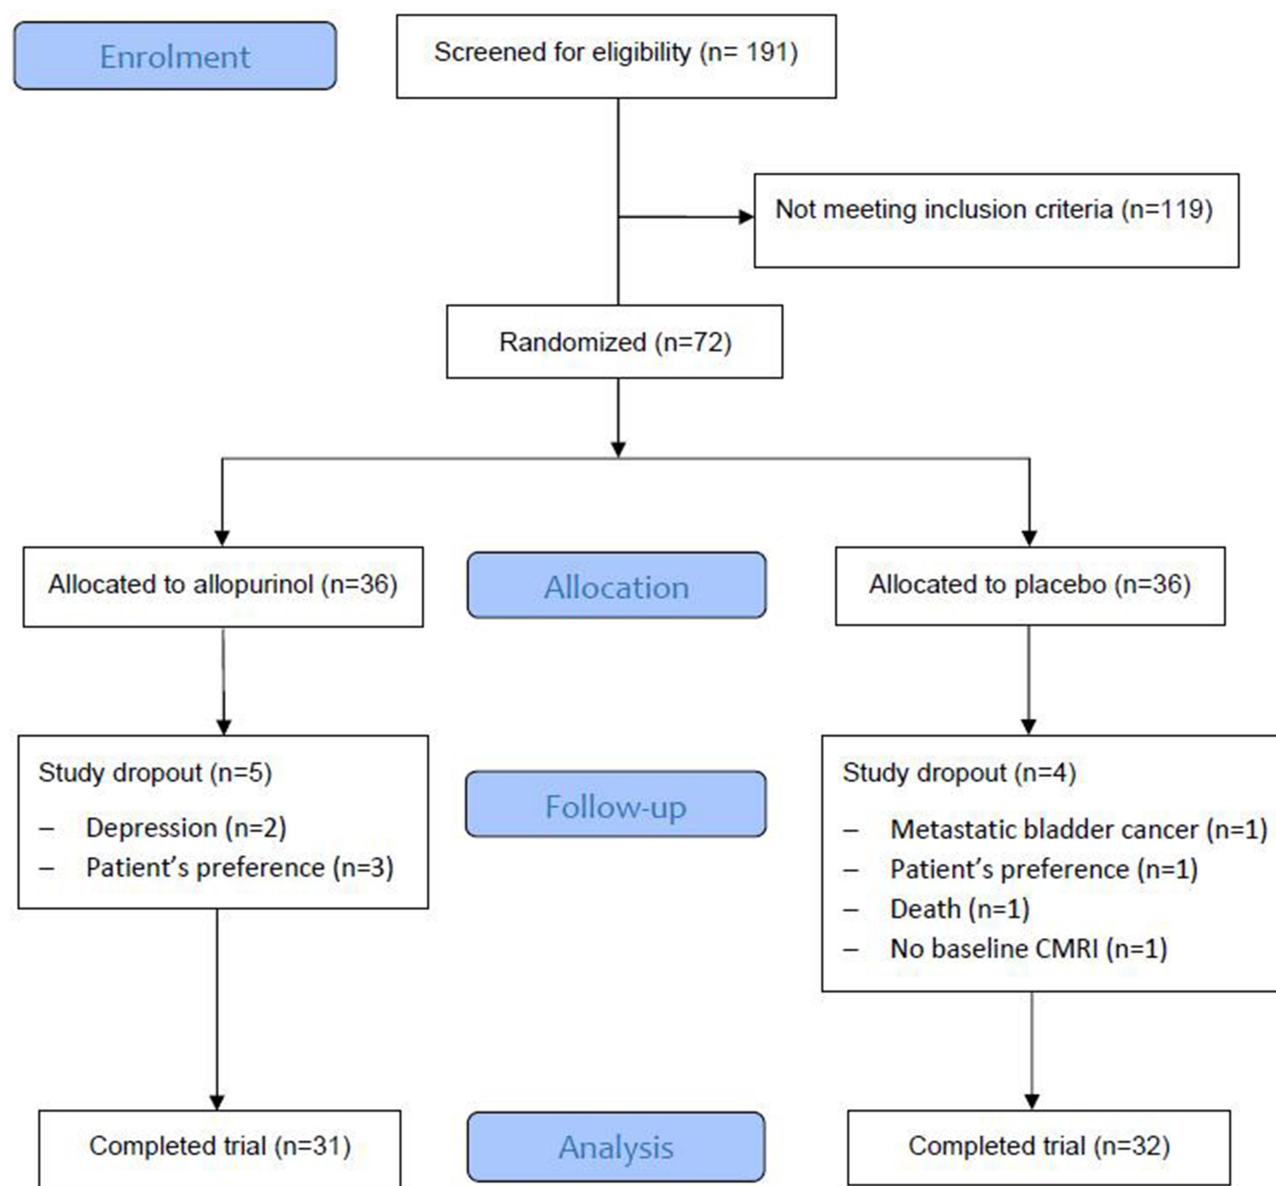 Enrolment
Screened for eligibility (n= 191)
Not meeting inclusion criteria (n=119)
Randomized (n=72)
Allocated to allopurinol (n=36)
Allocation
Allocated to placebo (n=36)
Study dropout (n=5)
– Depression (n=2)
– Patient’s preference (n=3)
Follow-up
Study dropout (n=4)
– Metastatic bladder cancer (n=1)
– Patient’s preference (n=1)
– Death (n=1)
– No baseline CMRI (n=1)
Completed trial (n=31)
Analysis
Completed trial (n=32)